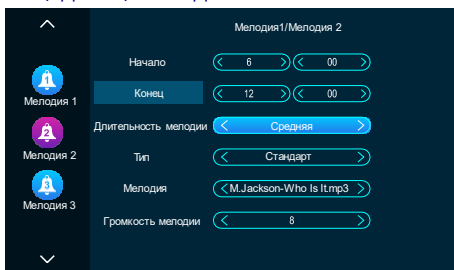 Мелодия1/Мелодия 2
Начало 6 00
1
Мелодия 1
Конец 12 00
Длительность мелодии Средняя
2
Мелодия 2
Тип Стандарт
3
Мелодия 3
Мелодия M.Jackson-Who Is It.mp3
Громкость мелодии 8